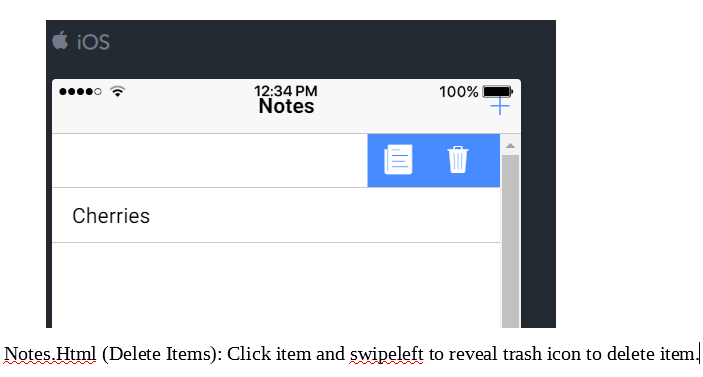 iOS
12:34 PM 100%
Notes
Cherries
Notes.Html (Delete Items): Click item and swipeleft to reveal trash icon to delete item.